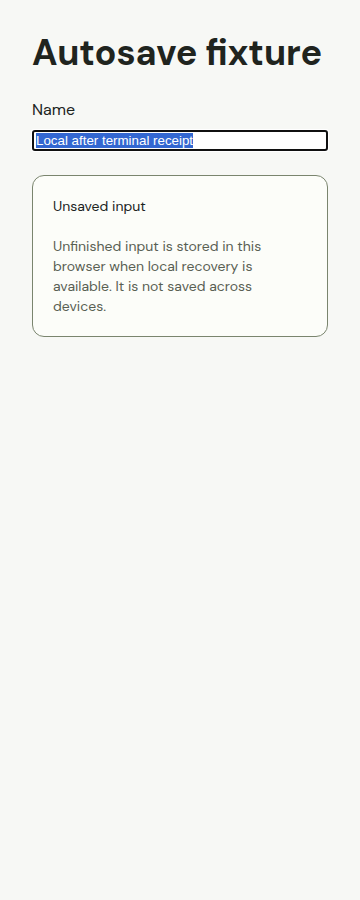 Autosave fixture
Name
Local after terminal receipt
Unsaved input
Unfinished input is stored in this
browser when local recovery is
available. It is not saved across
devices.